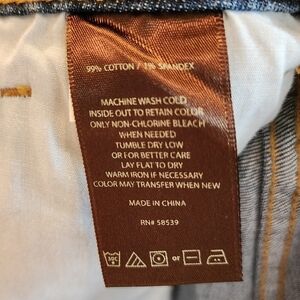 99% COTTON / 1% SPANDEX
MACHINE WASH COLD
INSIDE OUT TO RETAIN COLOR
ONLY NON-CHLORINE BLEACH
WHEN NEEDED
TUMBLE DRY LOW
OR FOR BETTER CARE
LAY FLAT TO DRY
WARM IRON IF NECESSARY
COLOR MAY TRANSFER WHEN NEW
MADE IN CHINA
RN# 58539
or